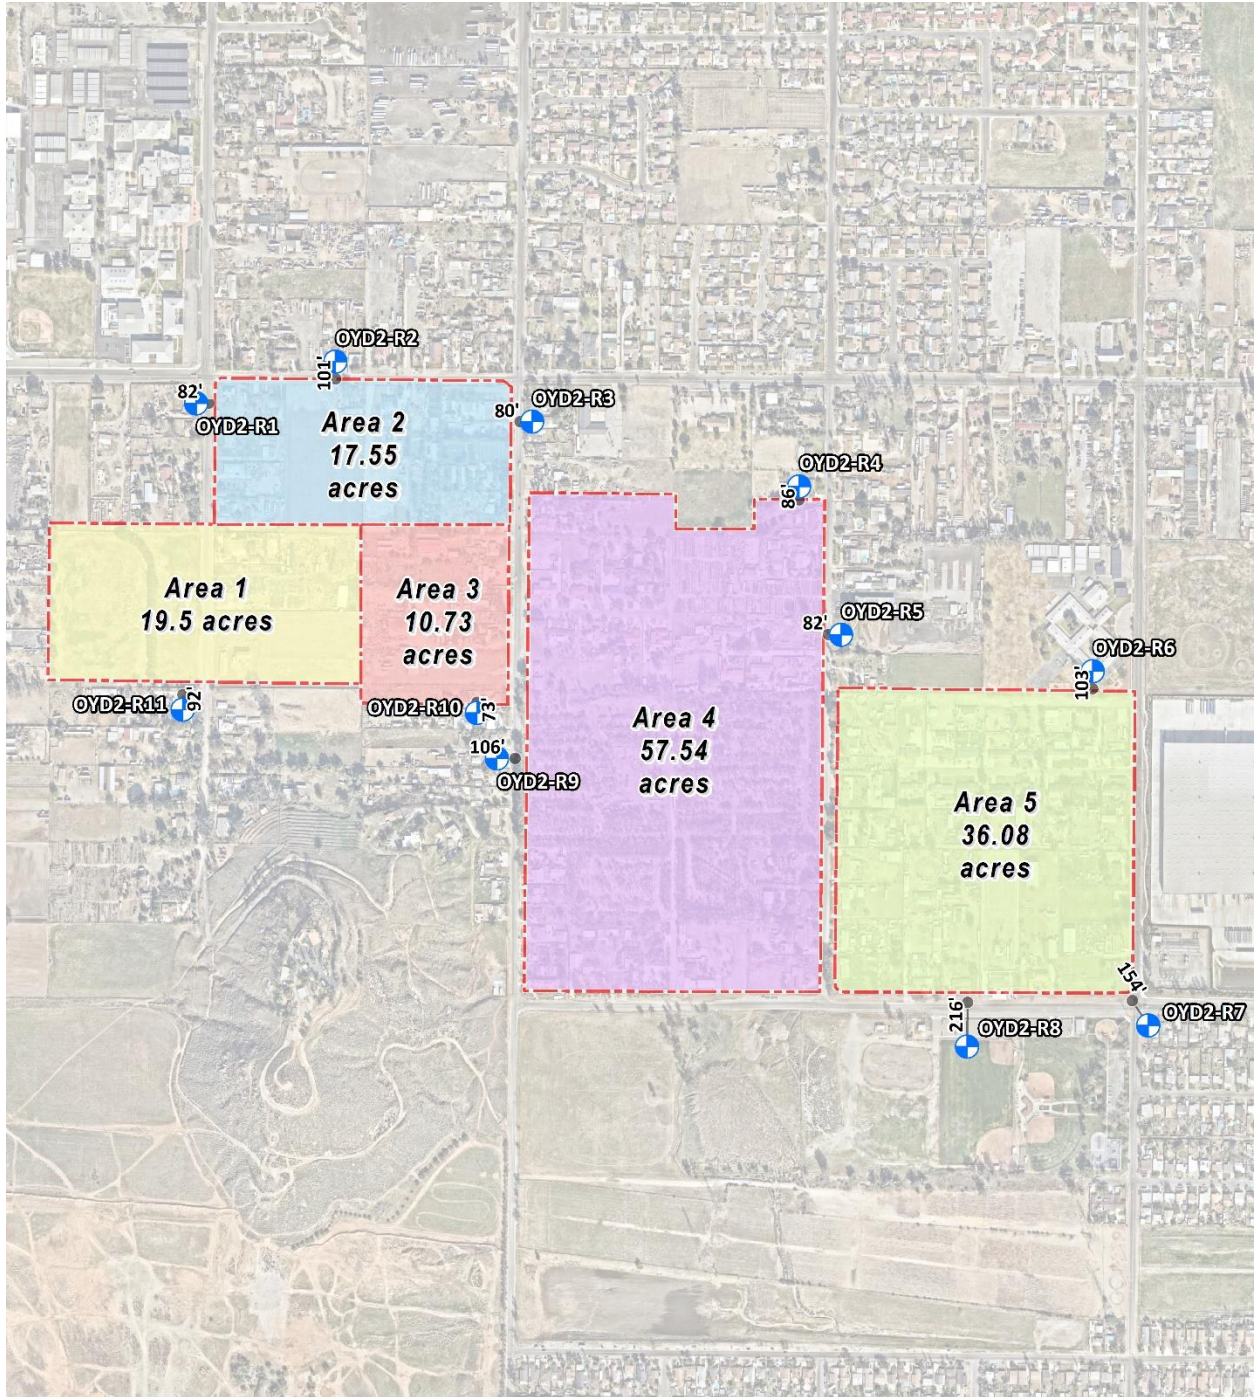 OYD2-R2
101'
82'
OYD2-R1
80'
OYD2-R3
Area 2
17.55
acres
OYD2-R4
86'
Area 1
19.5 acres
Area 3
10.73
acres
82'
OYD2-R5
OYD2-R6
103'
OYD2-R11
92'
OYD2-R10
73'
106'
OYD2-R9
Area 4
57.54
acres
Area 5
36.08
acres
154'
OYD2-R7
216'
OYD2-R8